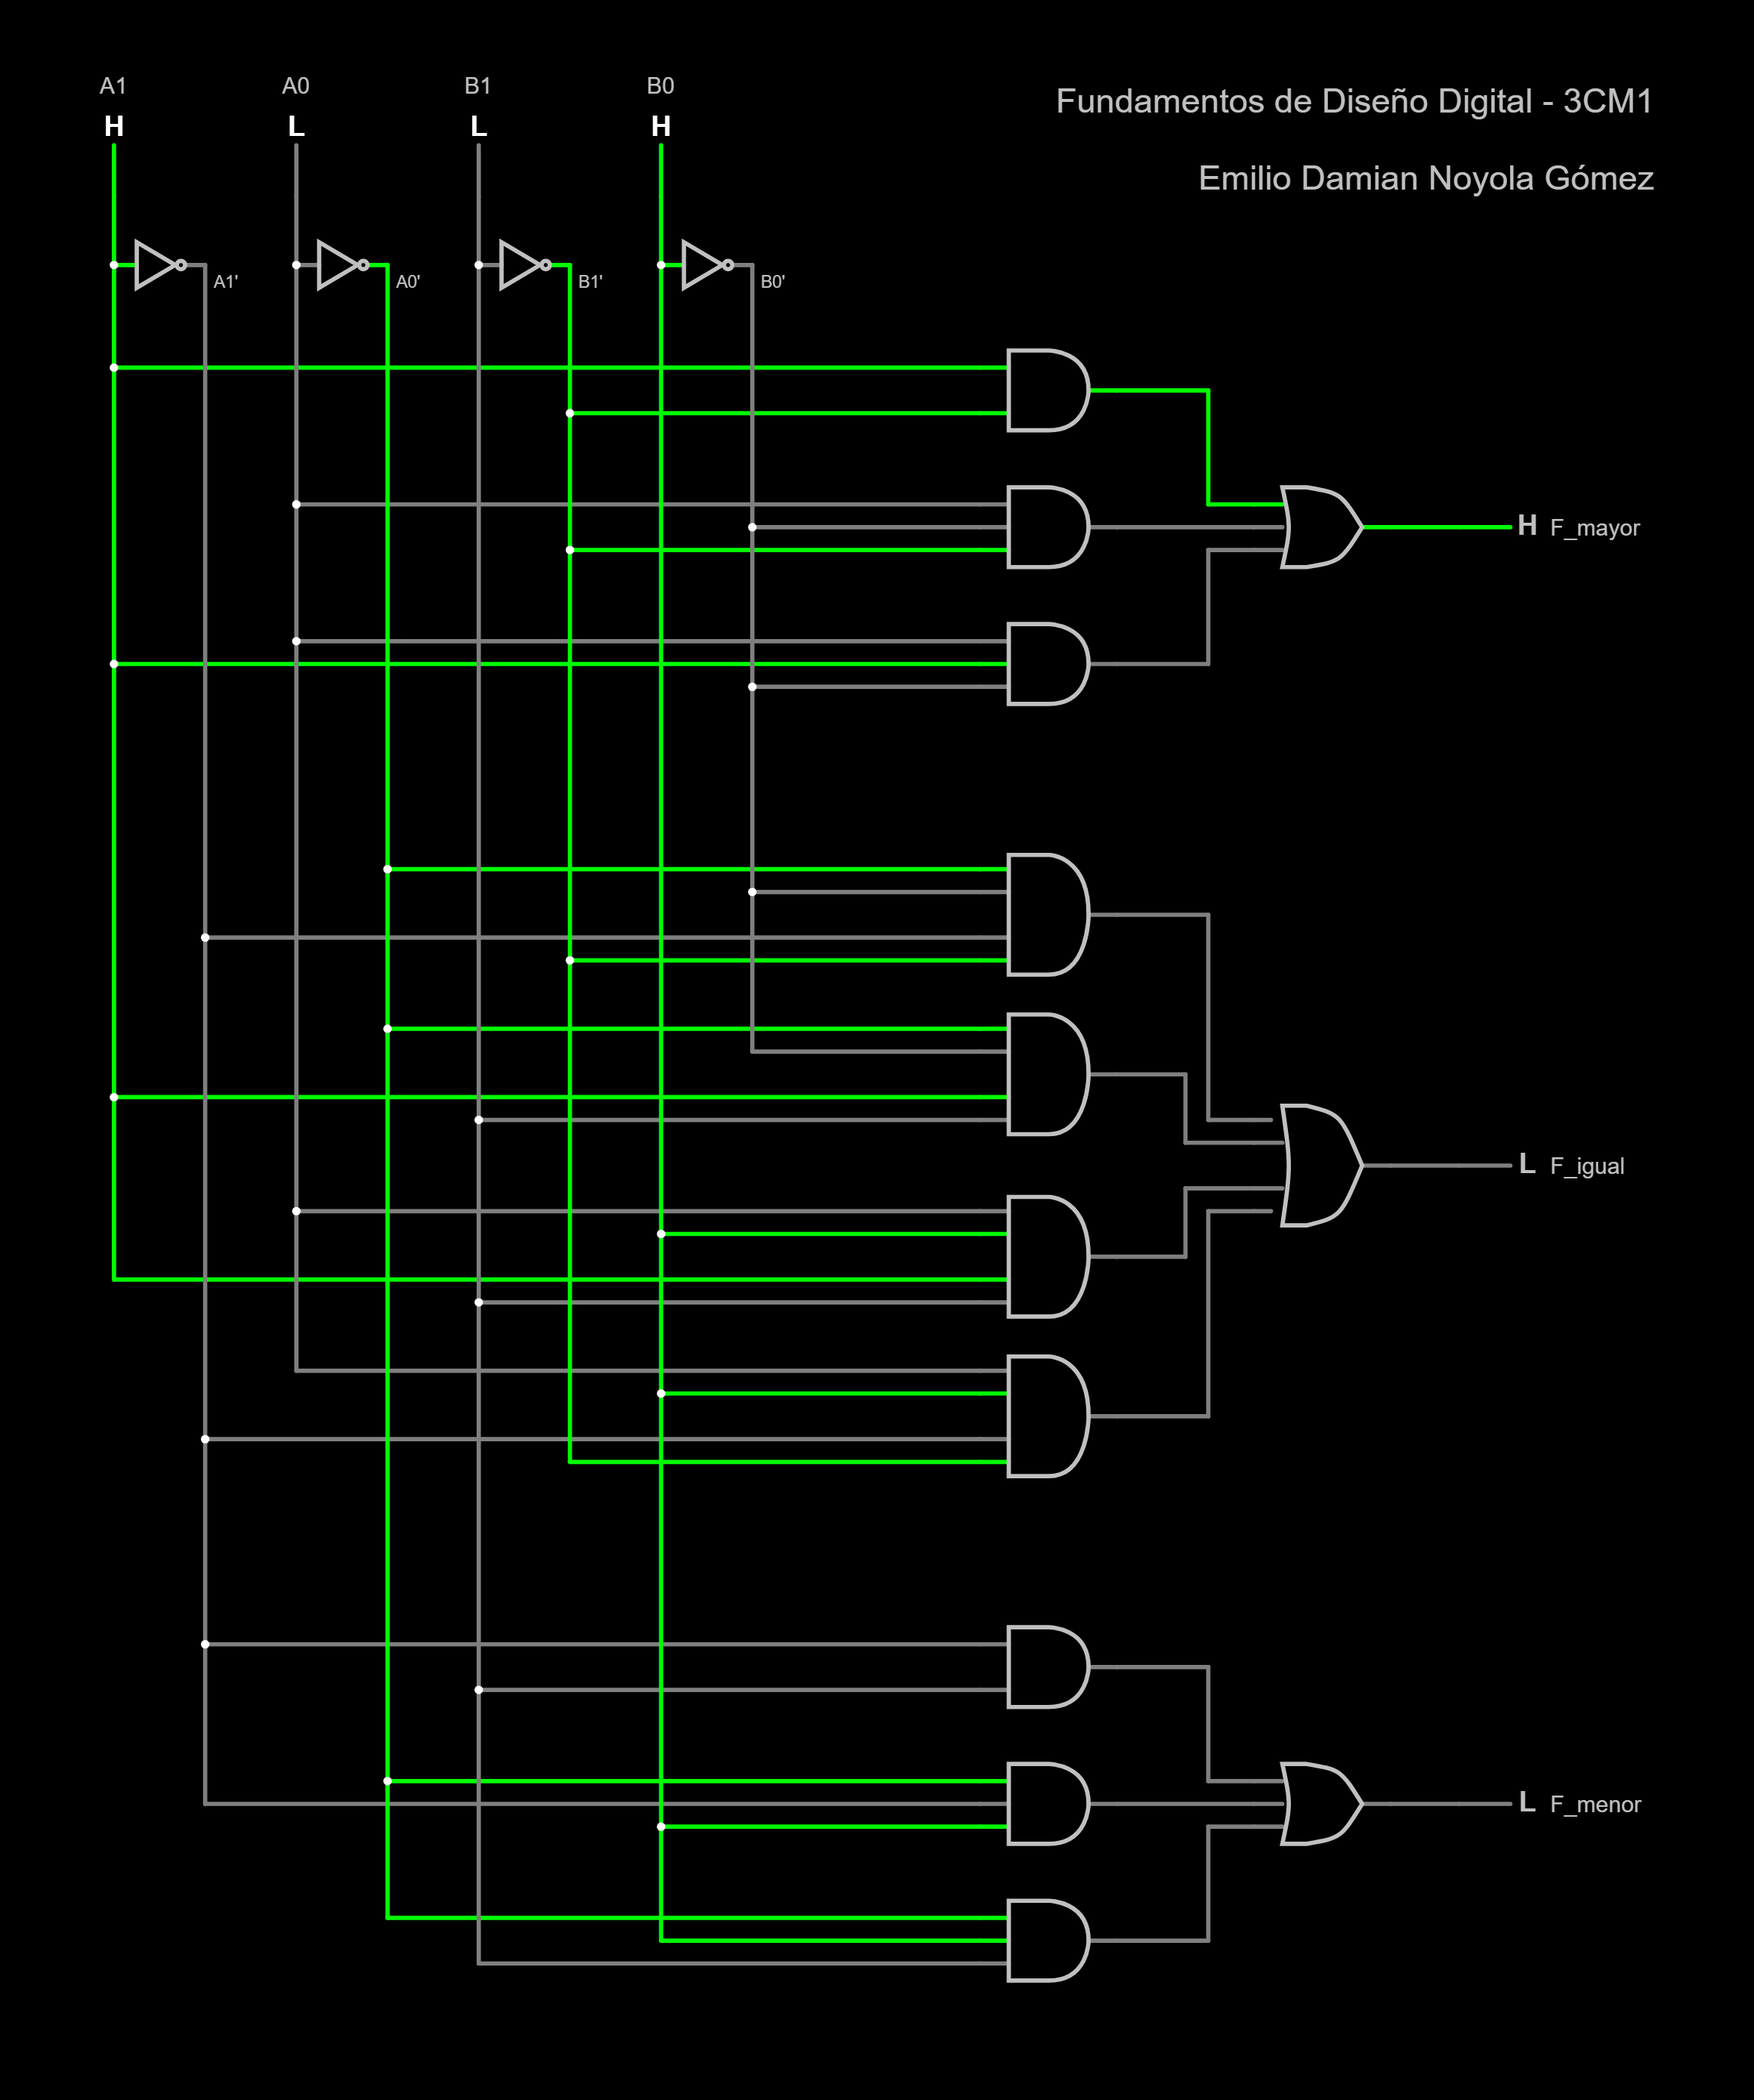 A1 A0 B1 B0
H L L H
Fundamentos de Diseño Digital - 3CM1
Emilio Damian Noyola Gómez
A1' A0' B1' B0'
H F_mayor
L F_igual
L F_menor